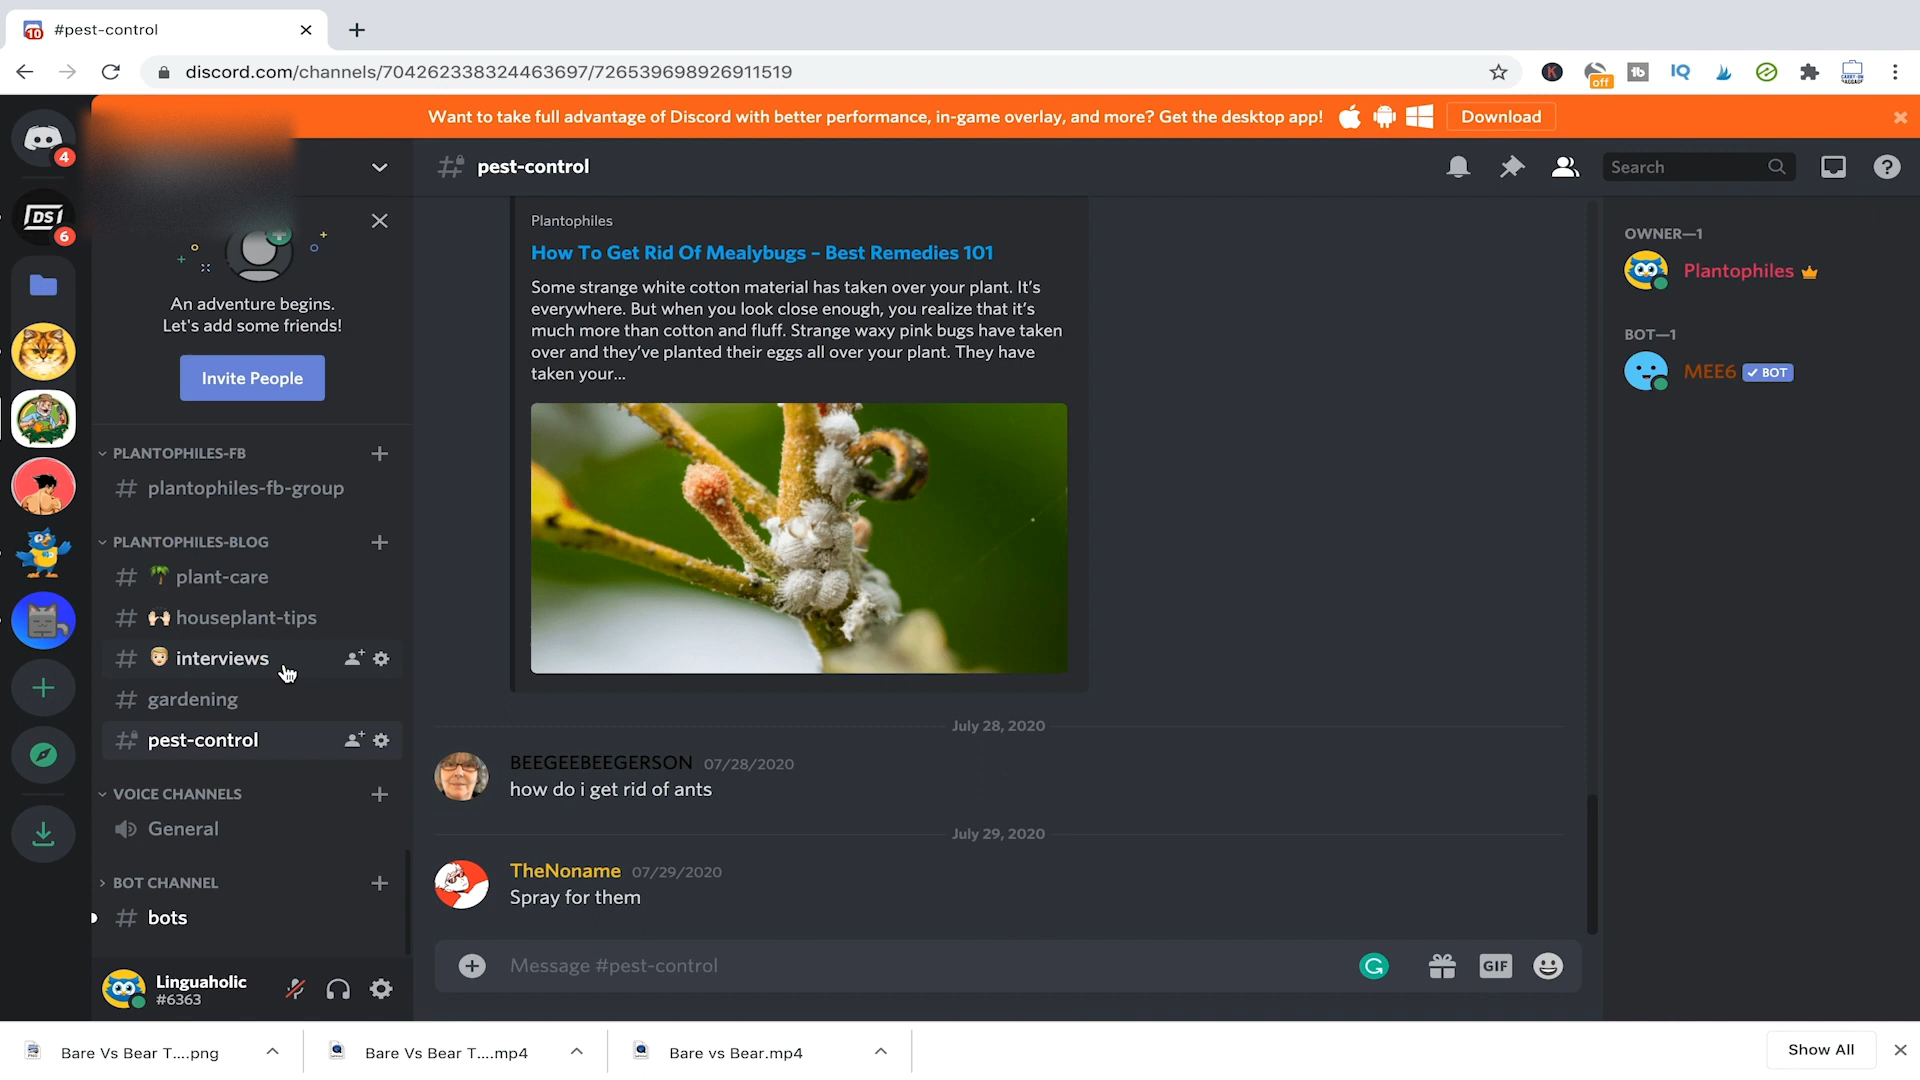 10 #pest-control
discord.com/channels/704262338324463697/726539698926911519
K off tb IQ
Want to take full advantage of Discord with better performance, in-game overlay, and more? Get the desktop app! Download
4
DS!
6
pest-control
Search
An adventure begins.
Let's add some friends!
Invite People
PLANTOPHILES-FB
plantophiles-fb-group
PLANTOPHILES-BLOG
# plant-care
# houseplant-tips
# interviews
# gardening
# pest-control
VOICE CHANNELS
General
BOT CHANNEL
# bots
Linguaholic
#6363
Plantophiles
How To Get Rid Of Mealybugs – Best Remedies 101
Some strange white cotton material has taken over your plant. It's
everywhere. But when you look close enough, you realize that it's
much more than cotton and fluff. Strange waxy pink bugs have taken
over and they've planted their eggs all over your plant. They have
taken your...
July 28, 2020
BEEGEEBEEGERSON 07/28/2020
how do i get rid of ants
July 29, 2020
TheNoname 07/29/2020
Spray for them
Message #pest-control
GIF
OWNER—1
Plantophiles
BOT—1
MEE6 ✓ BOT
Bare Vs Bear T....png
Bare Vs Bear T....mp4
Bare vs Bear.mp4
Show All